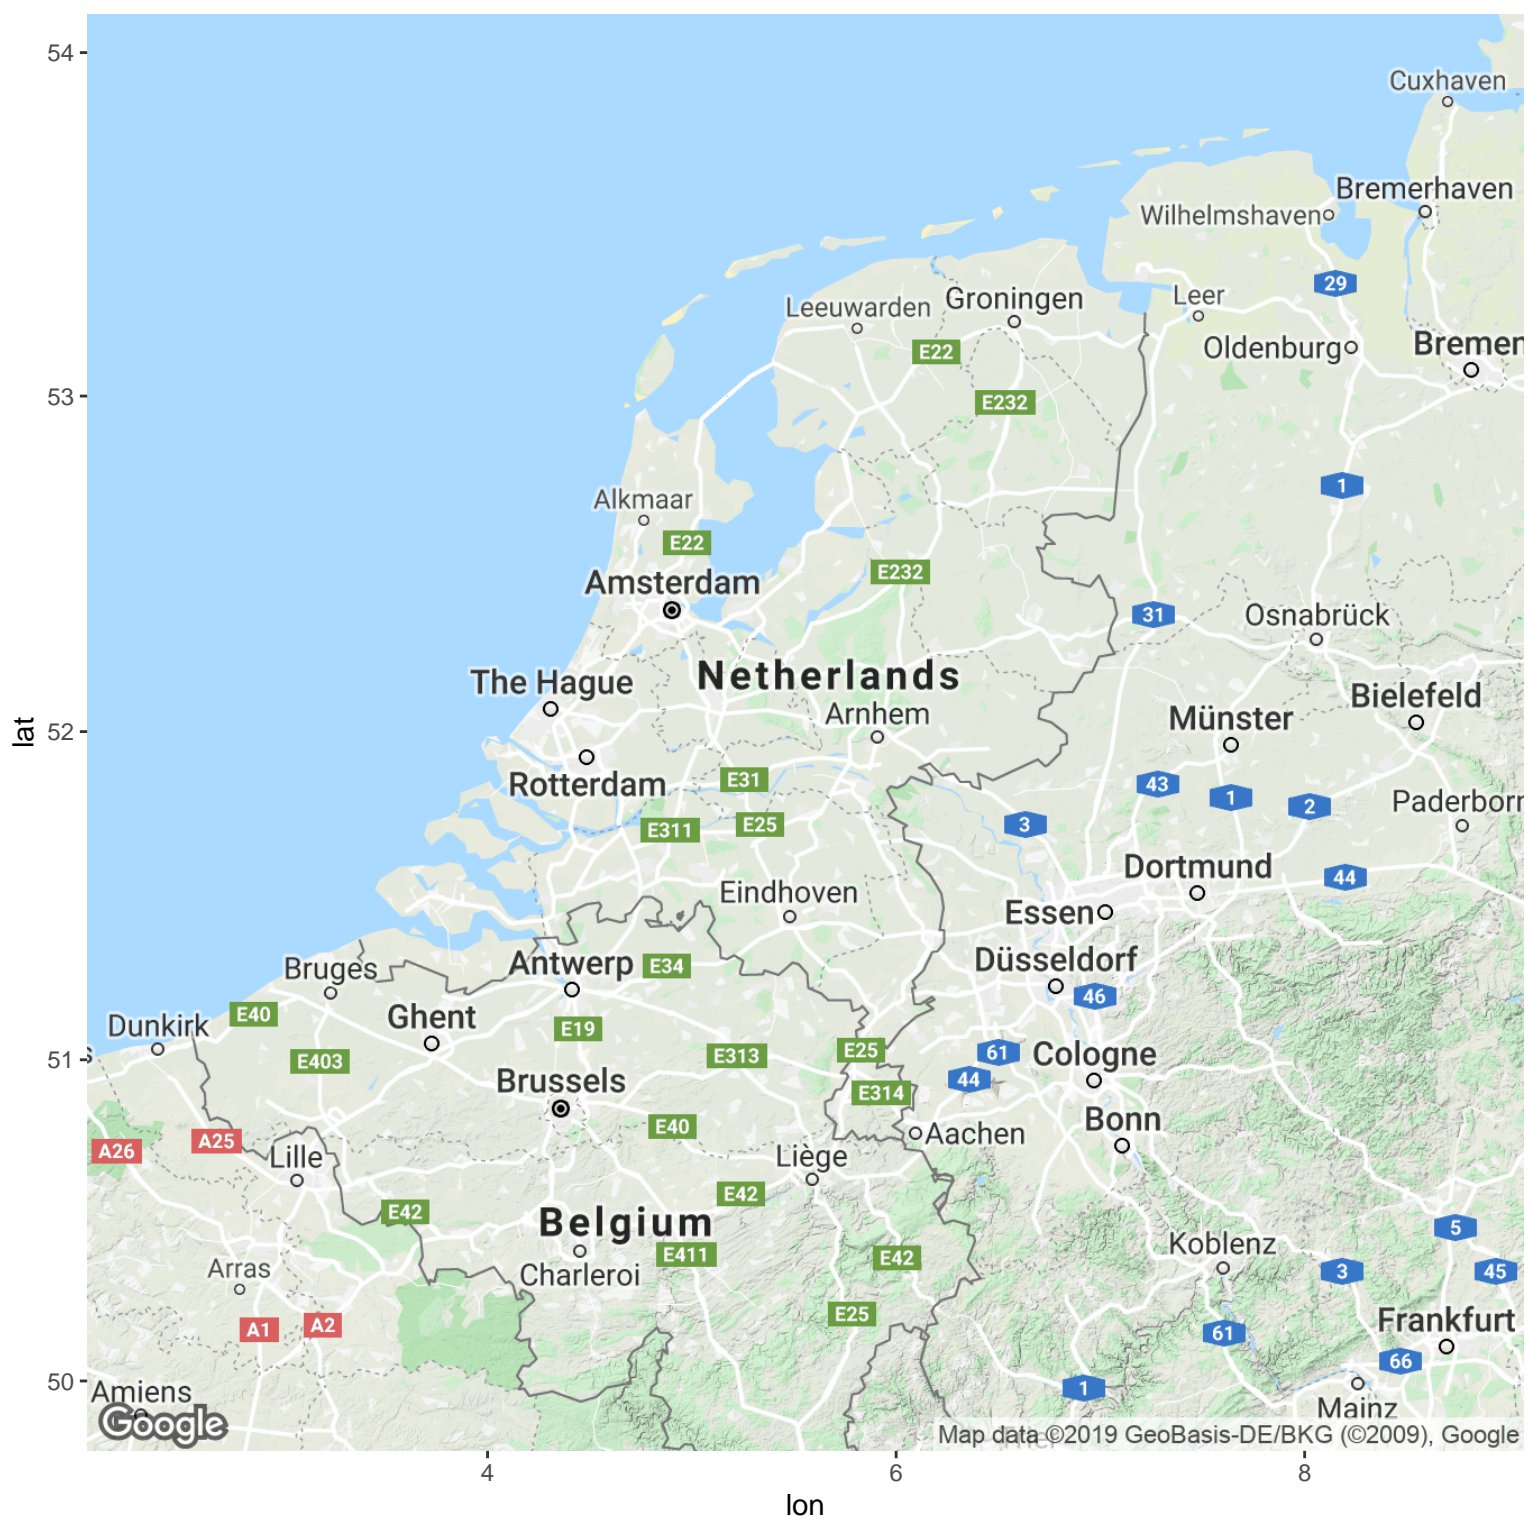 54
Cuxhaven
Bremerhaven
Wilhelmshaven
29
Leer
Groningen
Leeuwarden
Oldenburg
Bremen
E22
53
E232
1
Alkmaar
E22
E232
Amsterdam
31
Osnabrück
Netherlands
The Hague
Bielefeld
Arnhem
Münster
lat
52
Rotterdam
E31
43
1
2
Paderborn
E311
E25
3
Dortmund
44
Eindhoven
Essen
Antwerp
E34
Düsseldorf
Bruges
46
E40
Ghent
Dunkirk
E19
s
51
E403
E313
E25
61
Cologne
44
Brussels
E314
E40
Bonn
A26
A25
Aachen
Lille
Liège
E42
E42
Belgium
5
E411
E42
Koblenz
Arras
Charleroi
3
45
A1
A2
E25
61
Frankfurt
66
50
Amiens
1
Mainz
Google
Map data ©2019 GeoBasis-DE/BKG (©2009), Google
4
6
8
lon